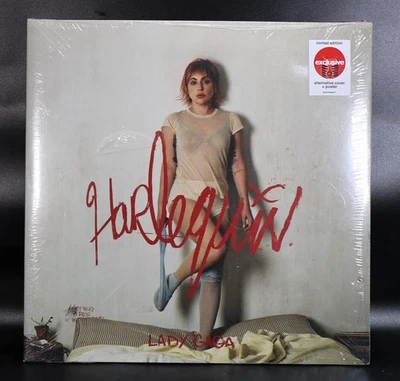 limited edition
exclusive
alternative cover
+ poster
Harlequin
LADY GAGA